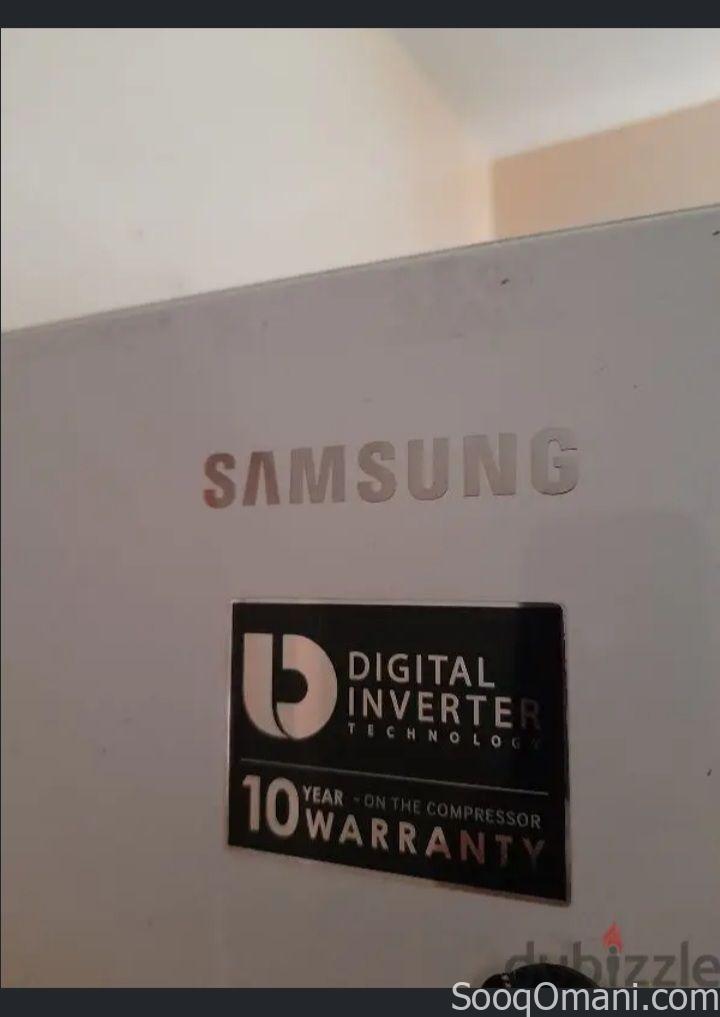 SAMSUNG
DIGITAL
INVERTER
TECHNOLOGY
10 YEAR - ON THE COMPRESSOR
WARRANTY
dubizzle
SooqOmani.com